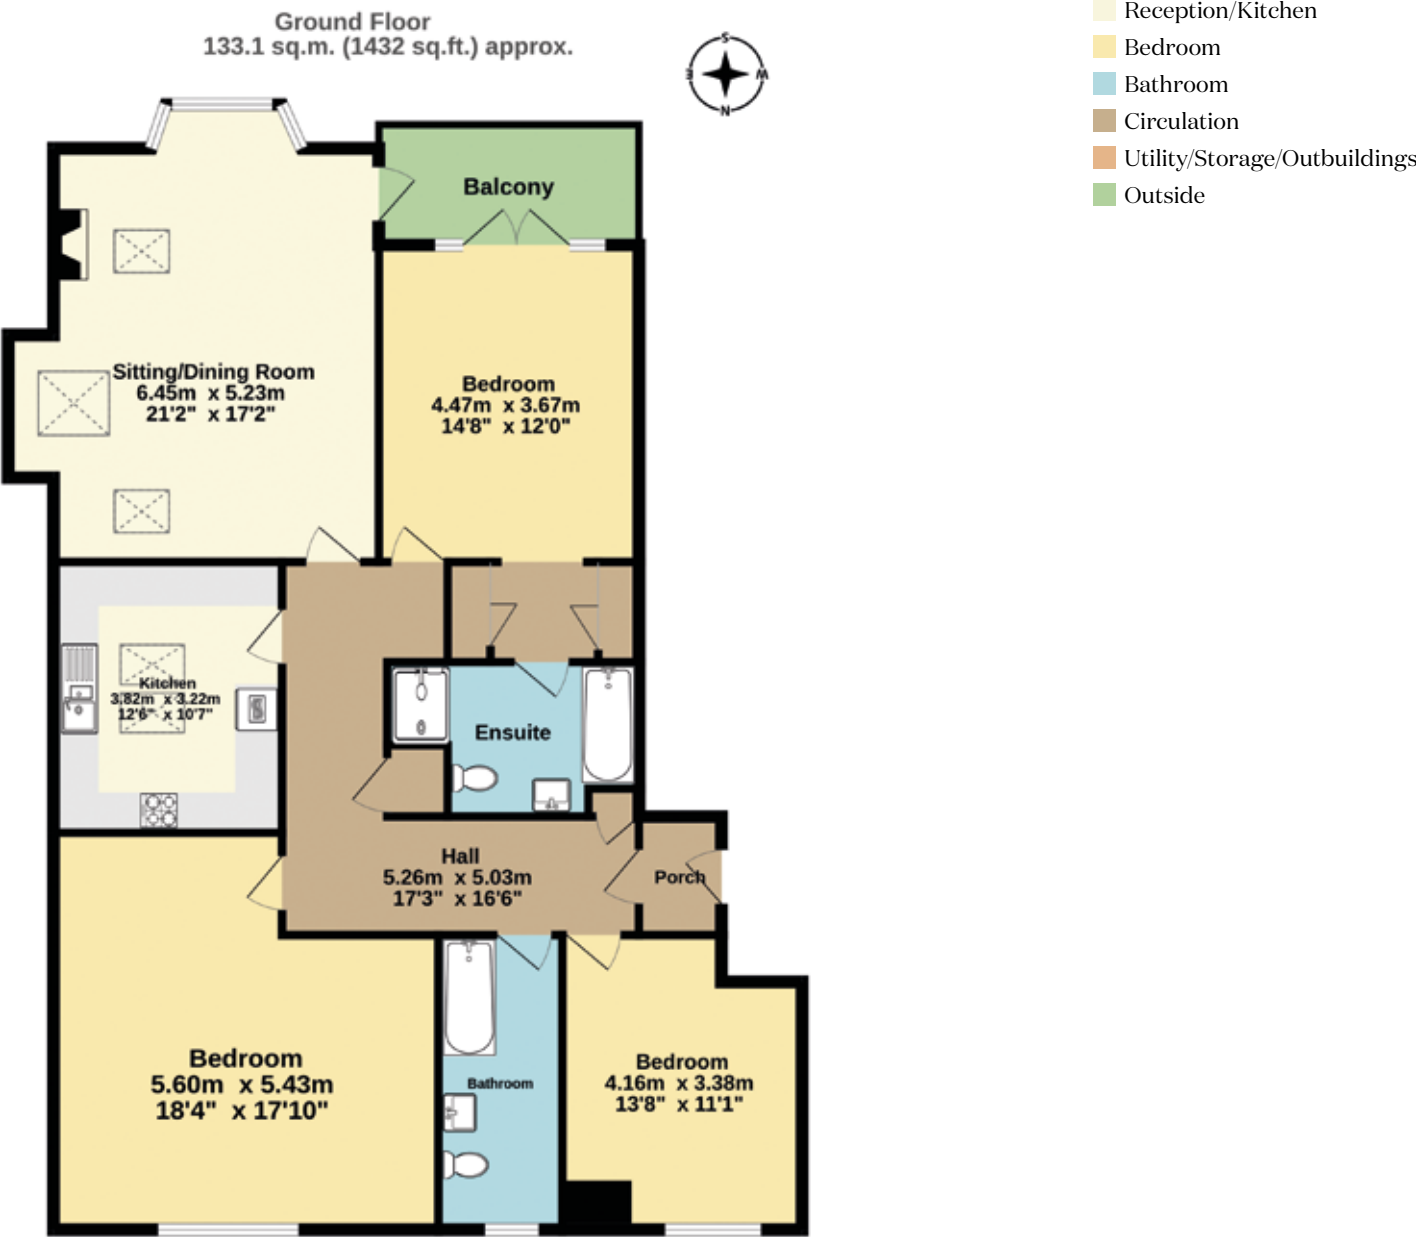 Ground Floor
133.1 sq.m. (1432 sq.ft.) approx.
S
E W
N
Reception/Kitchen
Bedroom
Bathroom
Circulation
Utility/Storage/Outbuildings
Outside
Balcony
Sitting/Dining Room
6.45m x 5.23m
21'2" x 17'2"
Bedroom
4.47m x 3.67m
14'8" x 12'0"
Kitchen
3.82m x 3.22m
12'6" x 10'7"
Ensuite
Hall
5.26m x 5.03m
17'3" x 16'6"
Porch
Bedroom
5.60m x 5.43m
18'4" x 17'10"
Bathroom
Bedroom
4.16m x 3.38m
13'8" x 11'1"